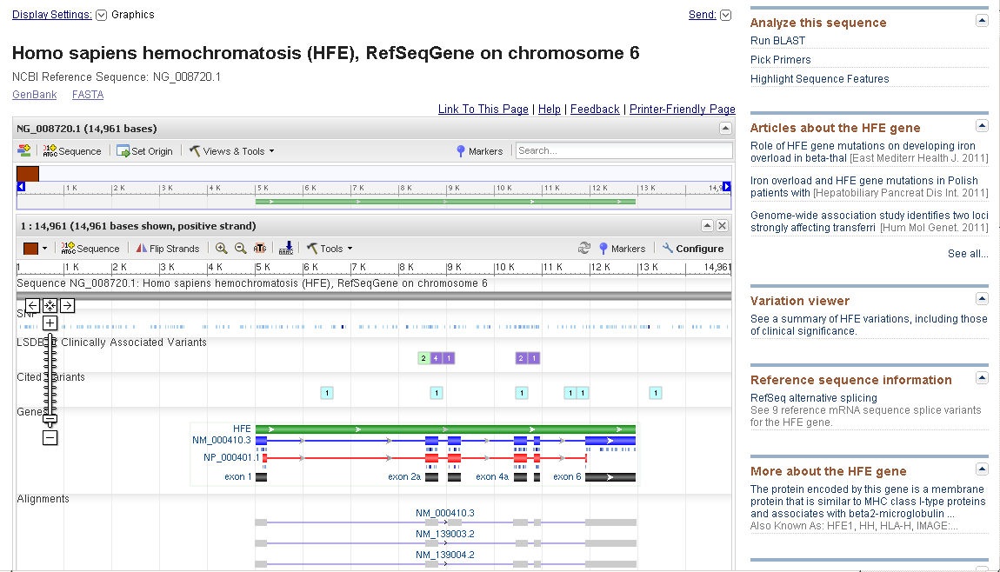 Display Settings: Graphics
Send:
Homo sapiens hemochromatosis (HFE), RefSeqGene on chromosome 6
NCBI Reference Sequence: NG_008720.1
GenBank FASTA
Link To This Page | Help | Feedback | Printer-Friendly Page
NG_008720.1 (14,961 bases)
Sequence Set Origin Views & Tools Markers Search...
1 K 2 K 3 K 4 K 5 K 6 K 7 K 8 K 9 K 10 K 11 K 12 K 13 K 14,9
1 : 14,961 (14,961 bases shown, positive strand)
Sequence Flip Strands Tools Markers Configure
1 1 K 2 K 3 K 4 K 5 K 6 K 7 K 8 K 9 K 10 K 11 K 12 K 13 K 14,961
Sequence NG_008720.1: Homo sapiens hemochromatosis (HFE), RefSeqGene on chromosome 6
SNP
Clinically Associated Variants
2 4 1 2 1
Cited Variants
1 1 1 1 1 1
Genes
HFE
NM_000410.3
NP_000401.1
exon 1 exon 2a exon 4a exon 6
Alignments
NM_000410.3
NM_139003.2
NM_139004.2
Analyze this sequence
Run BLAST
Pick Primers
Highlight Sequence Features
Articles about the HFE gene
Role of HFE gene mutations on developing iron
overload in beta-thal [East Mediterr Health J. 2011]
Iron overload and HFE gene mutations in Polish
patients with [Hepatobiliary Pancreat Dis Int. 2011]
Genome-wide association study identifies two loci
strongly affecting transferri [Hum Mol Genet. 2011]
See all...
Variation viewer
See a summary of HFE variations, including those
of clinical significance.
Reference sequence information
RefSeq alternative splicing
See 9 reference mRNA sequence splice variants
for the HFE gene.
More about the HFE gene
The protein encoded by this gene is a membrane
protein that is similar to MHC class I-type proteins
and associates with beta2-microglobulin ...
Also Known As: HFE1, HH, HLA-H, IMAGE:...